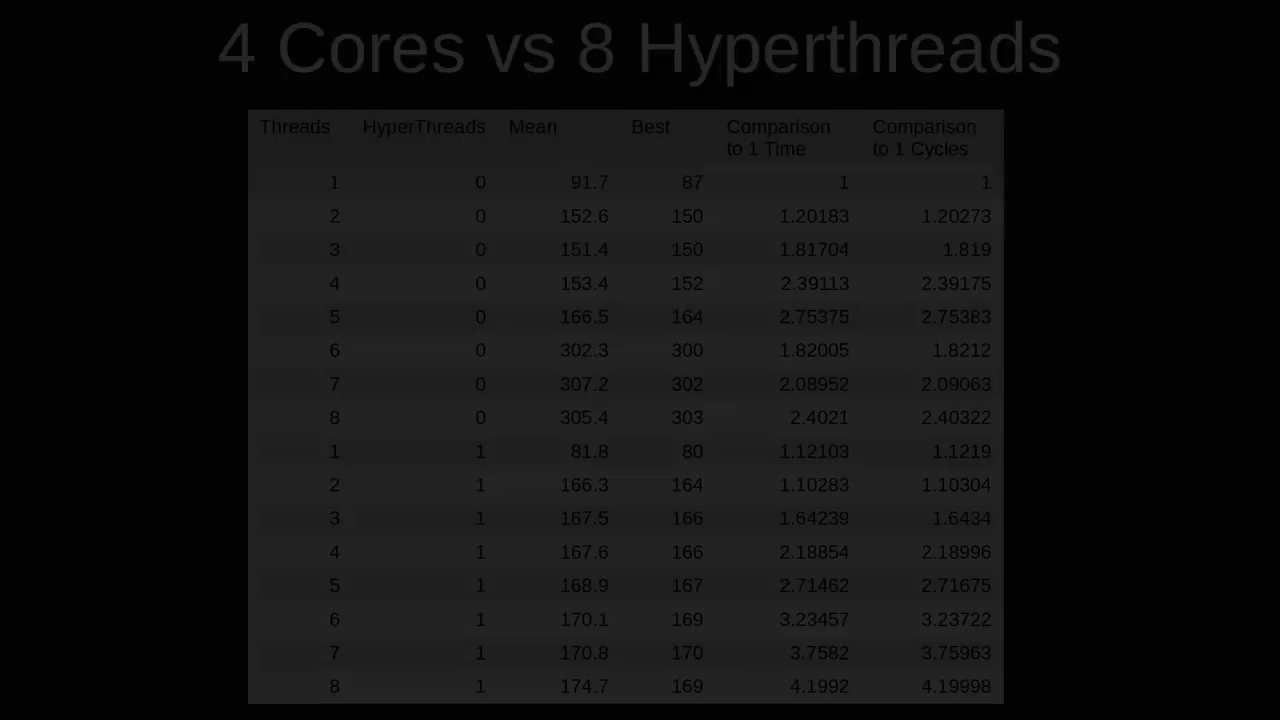 4 Cores vs 8 Hyperthreads
Threads HyperThreads Mean Best Comparison to 1 Time Comparison to 1 Cycles
1 0 91.7 87 1 1
2 0 152.6 150 1.20183 1.20273
3 0 151.4 150 1.81704 1.819
4 0 153.4 152 2.39113 2.39175
5 0 166.5 164 2.75375 2.75383
6 0 302.3 300 1.82005 1.8212
7 0 307.2 302 2.08952 2.09063
8 0 305.4 303 2.4021 2.40322
1 1 81.8 80 1.12103 1.1219
2 1 166.3 164 1.10283 1.10304
3 1 167.5 166 1.64239 1.6434
4 1 167.6 166 2.18854 2.18996
5 1 168.9 167 2.71462 2.71675
6 1 170.1 169 3.23457 3.23722
7 1 170.8 170 3.7582 3.75963
8 1 174.7 169 4.1992 4.19998